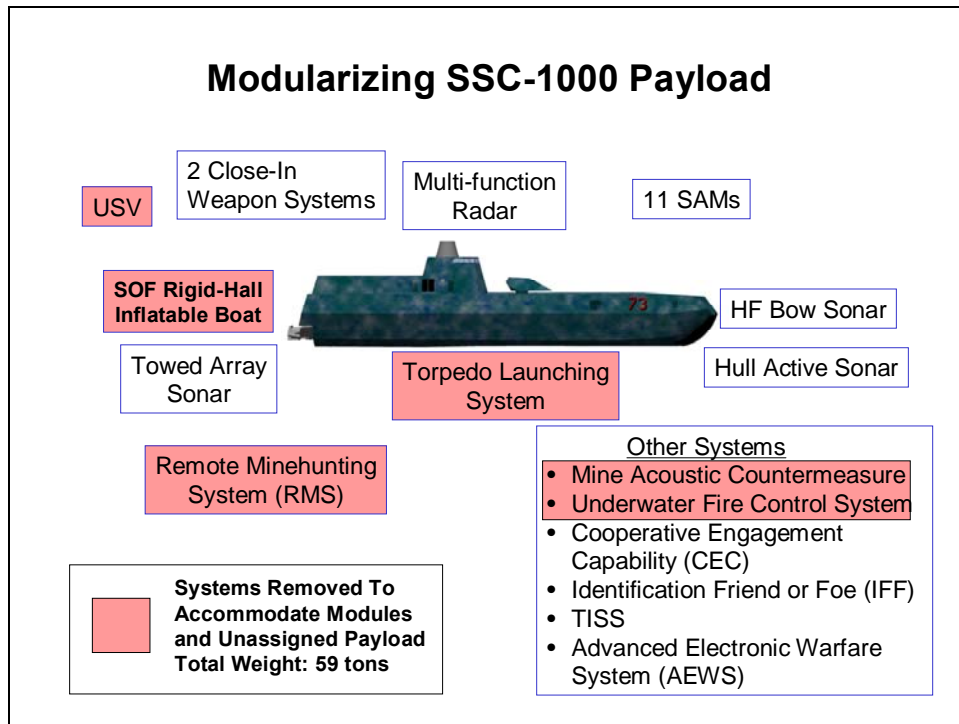 Modularizing SSC-1000 Payload
2 Close-In
Weapon Systems
Multi-function
Radar
11 SAMs
USV
SOF Rigid-Hall
Inflatable Boat
73
HF Bow Sonar
Towed Array
Sonar
Torpedo Launching
System
Hull Active Sonar
Remote Minehunting
System (RMS)
Other Systems
• Mine Acoustic Countermeasure
• Underwater Fire Control System
• Cooperative Engagement
Capability (CEC)
• Identification Friend or Foe (IFF)
• TISS
• Advanced Electronic Warfare
System (AEWS)
Systems Removed To
Accommodate Modules
and Unassigned Payload
Total Weight: 59 tons